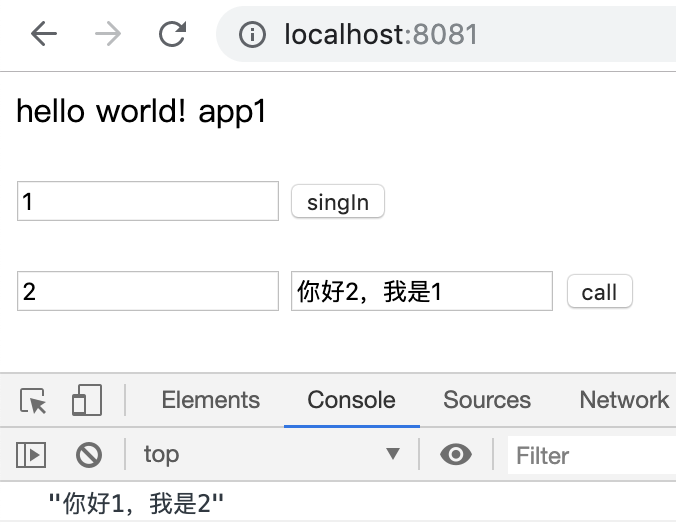 localhost:8081
hello world! app1
1 singIn
2 你好2，我是1 call
Elements Console Sources Network
top Filter
"你好1，我是2"